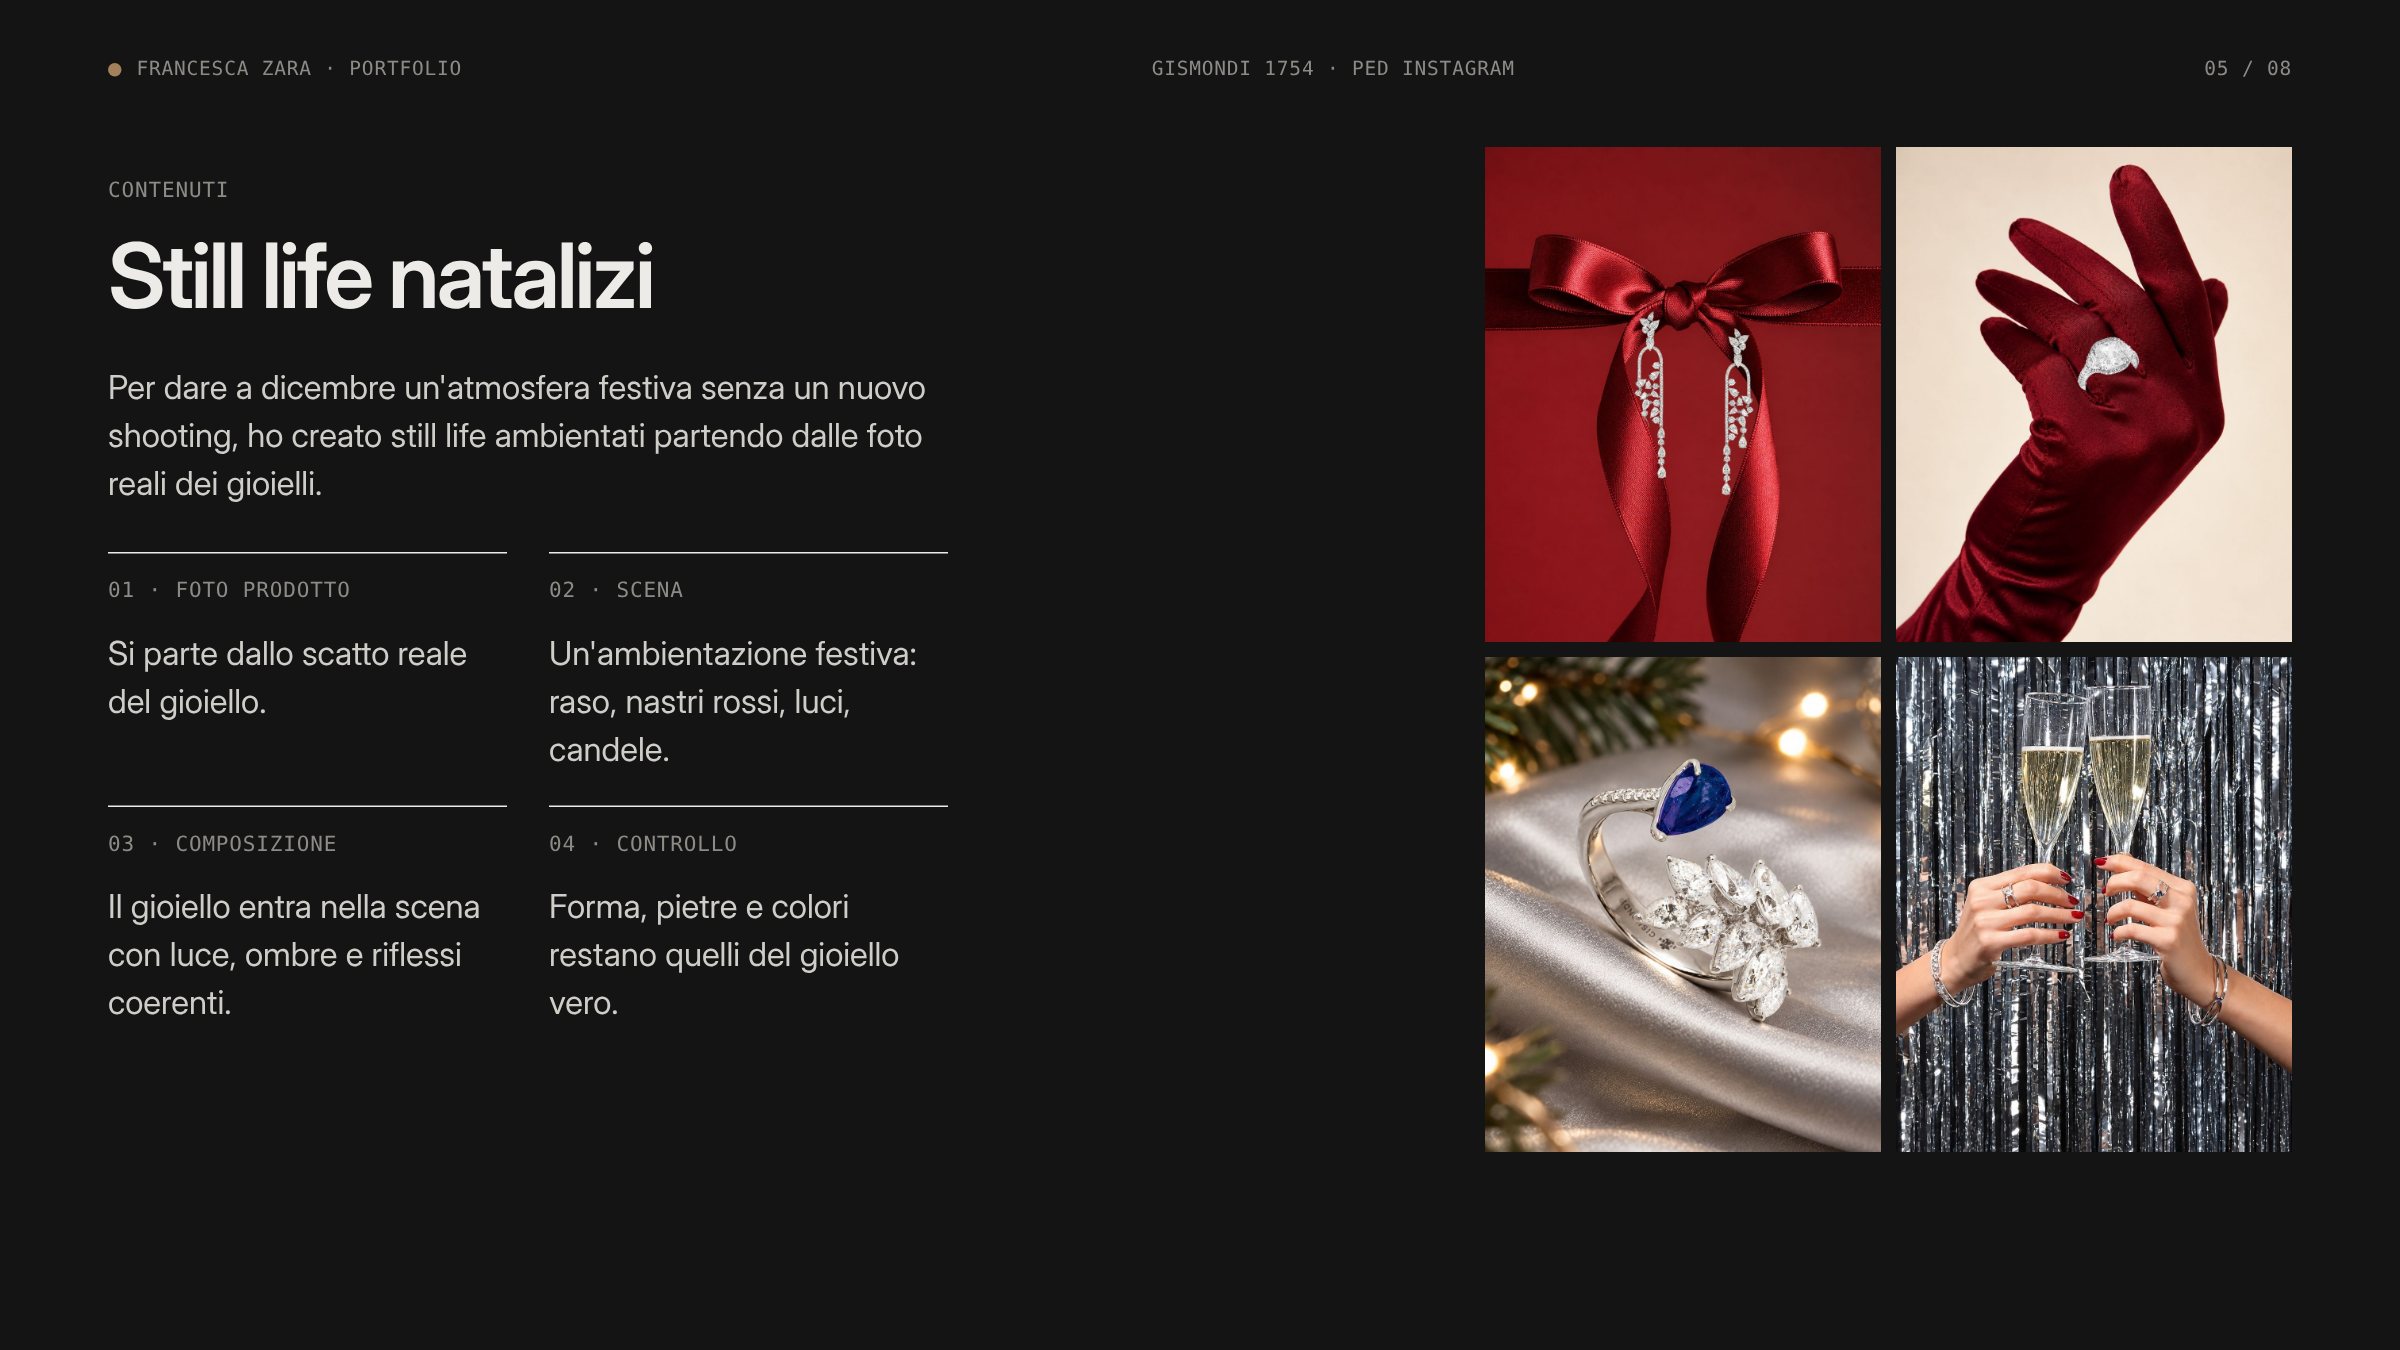 FRANCESCA ZARA · PORTFOLIO
GISMONDI 1754 · PED INSTAGRAM
05 / 08
CONTENUTI
Still life natalizi
Per dare a dicembre un'atmosfera festiva senza un nuovo
shooting, ho creato still life ambientati partendo dalle foto
reali dei gioielli.
01 · FOTO PRODOTTO
Si parte dallo scatto reale
del gioiello.
02 · SCENA
Un'ambientazione festiva:
raso, nastri rossi, luci,
candele.
03 · COMPOSIZIONE
Il gioiello entra nella scena
con luce, ombre e riflessi
coerenti.
04 · CONTROLLO
Forma, pietre e colori
restano quelli del gioiello
vero.